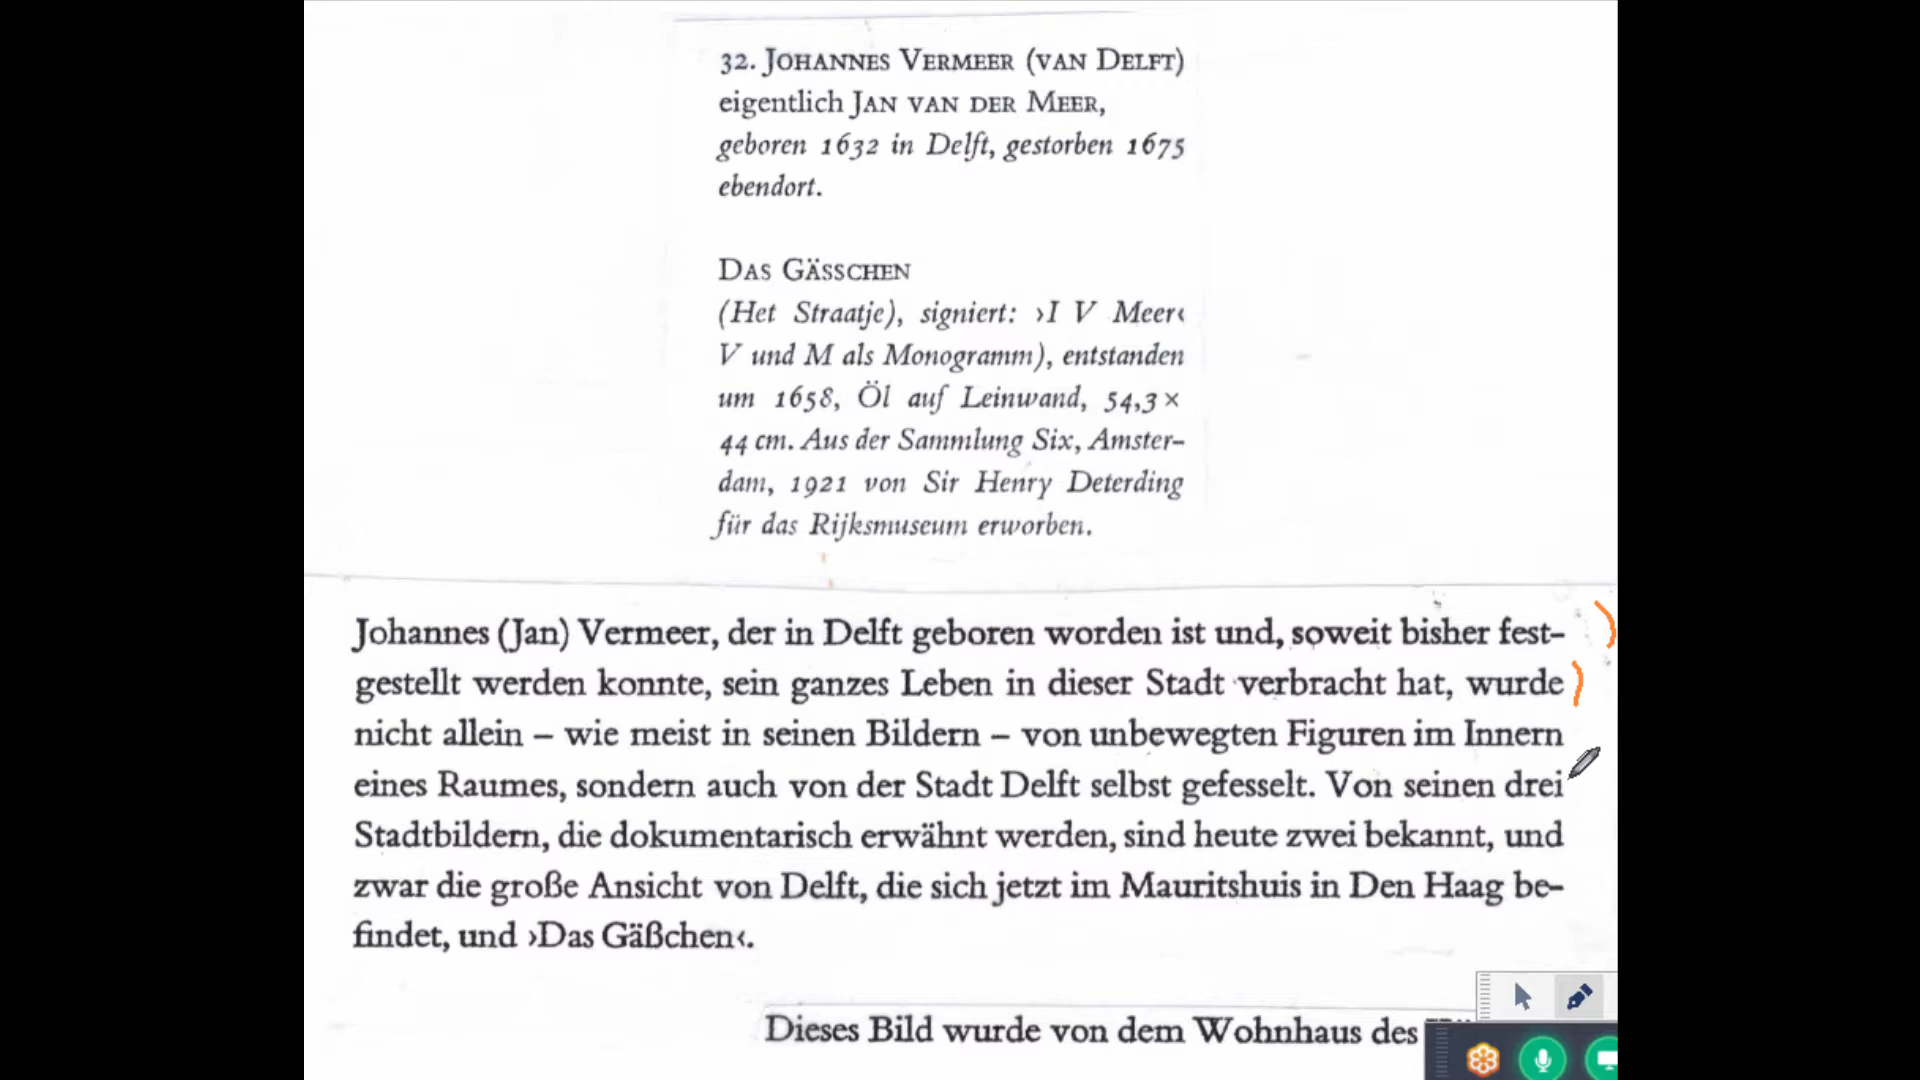 32. Johannes Vermeer (van Delft)
eigentlich Jan van der Meer,
geboren 1632 in Delft, gestorben 1675
ebendort.
Das Gässchen
(Het Straatje), signiert: ›I V Meer‹
V und M als Monogramm), entstanden
um 1658, Öl auf Leinwand, 54,3 ×
44 cm. Aus der Sammlung Six, Amster-
dam, 1921 von Sir Henry Deterding
für das Rijksmuseum erworben.
Johannes (Jan) Vermeer, der in Delft geboren worden ist und, soweit bisher fest-
gestellt werden konnte, sein ganzes Leben in dieser Stadt verbracht hat, wurde
nicht allein – wie meist in seinen Bildern – von unbewegten Figuren im Innern
eines Raumes, sondern auch von der Stadt Delft selbst gefesselt. Von seinen drei
Stadtbildern, die dokumentarisch erwähnt werden, sind heute zwei bekannt, und
zwar die große Ansicht von Delft, die sich jetzt im Mauritshuis in Den Haag be-
findet, und ›Das Gäßchen‹.
Dieses Bild wurde von dem Wohnhaus des